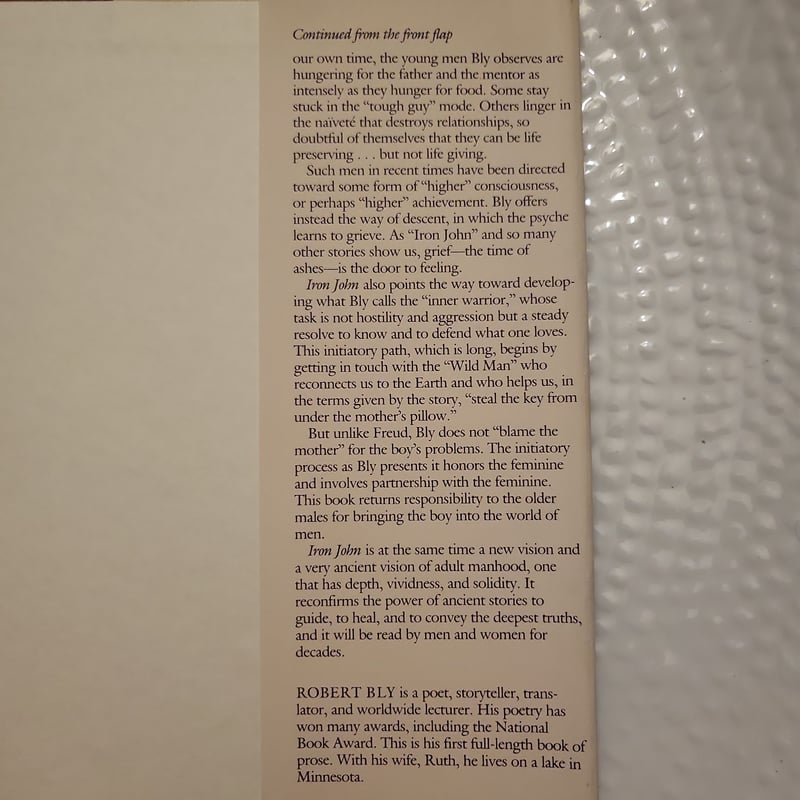 Continued from the front flap
our own time, the young men Bly observes are
hungering for the father and the mentor as
intensely as they hunger for food. Some stay
stuck in the “tough guy” mode. Others linger in
the naïveté that destroys relationships, so
doubtful of themselves that they can be life
preserving . . . but not life giving.
Such men in recent times have been directed
toward some form of “higher” consciousness,
or perhaps “higher” achievement. Bly offers
instead the way of descent, in which the psyche
learns to grieve. As “Iron John” and so many
other stories show us, grief—the time of
ashes—is the door to feeling.
Iron John also points the way toward develop-
ing what Bly calls the “inner warrior,” whose
task is not hostility and aggression but a steady
resolve to know and to defend what one loves.
This initiatory path, which is long, begins by
getting in touch with the “Wild Man” who
reconnects us to the Earth and who helps us, in
the terms given by the story, “steal the key from
under the mother’s pillow.”
But unlike Freud, Bly does not “blame the
mother” for the boy’s problems. The initiatory
process as Bly presents it honors the feminine
and involves partnership with the feminine.
This book returns responsibility to the older
males for bringing the boy into the world of
men.
Iron John is at the same time a new vision and
a very ancient vision of adult manhood, one
that has depth, vividness, and solidity. It
reconfirms the power of ancient stories to
guide, to heal, and to convey the deepest truths,
and it will be read by men and women for
decades.
ROBERT BLY is a poet, storyteller, trans-
lator, and worldwide lecturer. His poetry has
won many awards, including the National
Book Award. This is his first full-length book of
prose. With his wife, Ruth, he lives on a lake in
Minnesota.